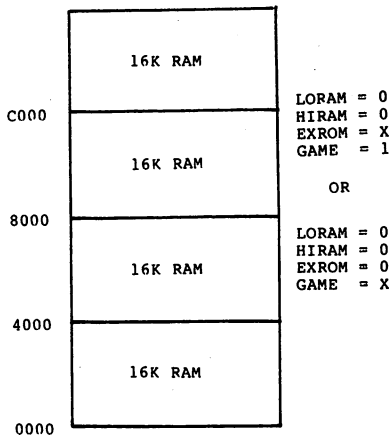 16K RAM
C000
LORAM = 0
HIRAM = 0
EXROM = X
GAME = 1
16K RAM
OR
8000
LORAM = 0
HIRAM = 0
EXROM = 0
GAME = X
16K RAM
4000
16K RAM
0000